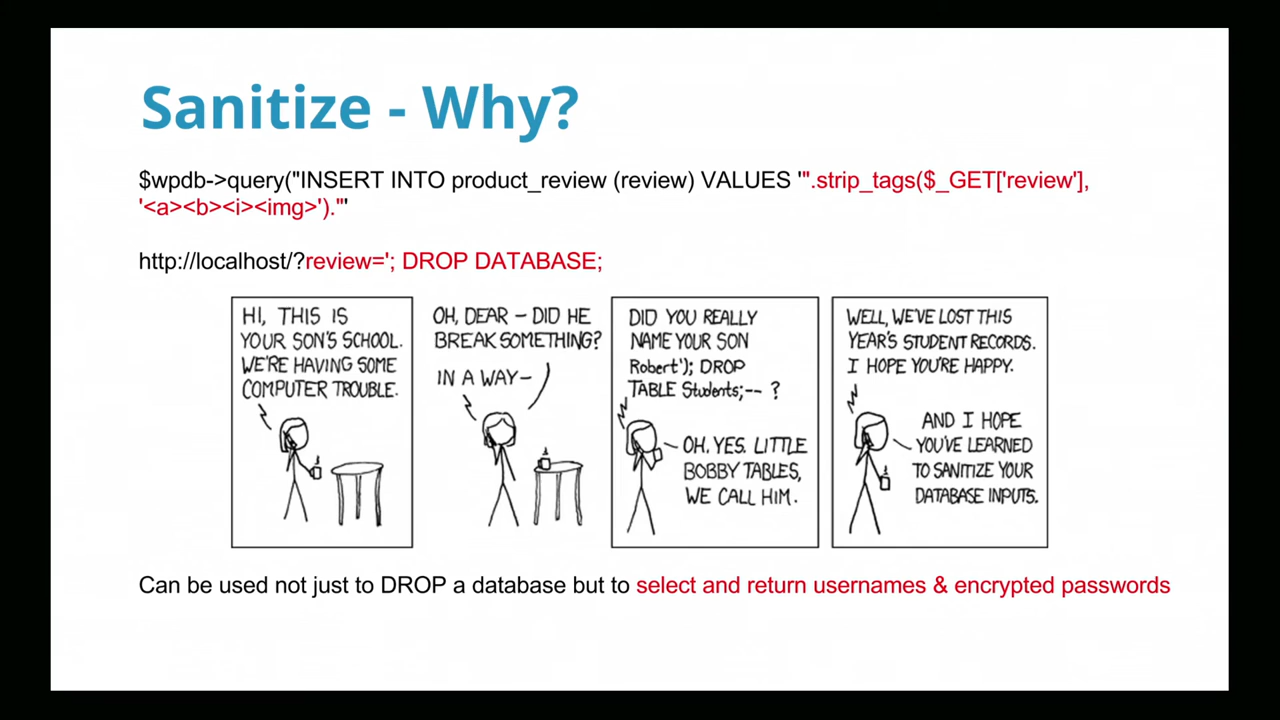 Sanitize - Why?
$wpdb->query("INSERT INTO product_review (review) VALUES '".strip_tags($_GET['review'],
'<a><b><i><img>')."'
http://localhost/?review='; DROP DATABASE;
HI, THIS IS
YOUR SON'S SCHOOL.
WE'RE HAVING SOME
COMPUTER TROUBLE.
OH, DEAR – DID HE
BREAK SOMETHING?
IN A WAY–
DID YOU REALLY
NAME YOUR SON
Robert'); DROP
TABLE Students;-- ?
OH, YES. LITTLE
BOBBY TABLES,
WE CALL HIM.
WELL, WE'VE LOST THIS
YEAR'S STUDENT RECORDS.
I HOPE YOU'RE HAPPY.
AND I HOPE
YOU'VE LEARNED
TO SANITIZE YOUR
DATABASE INPUTS.
Can be used not just to DROP a database but to select and return usernames & encrypted passwords